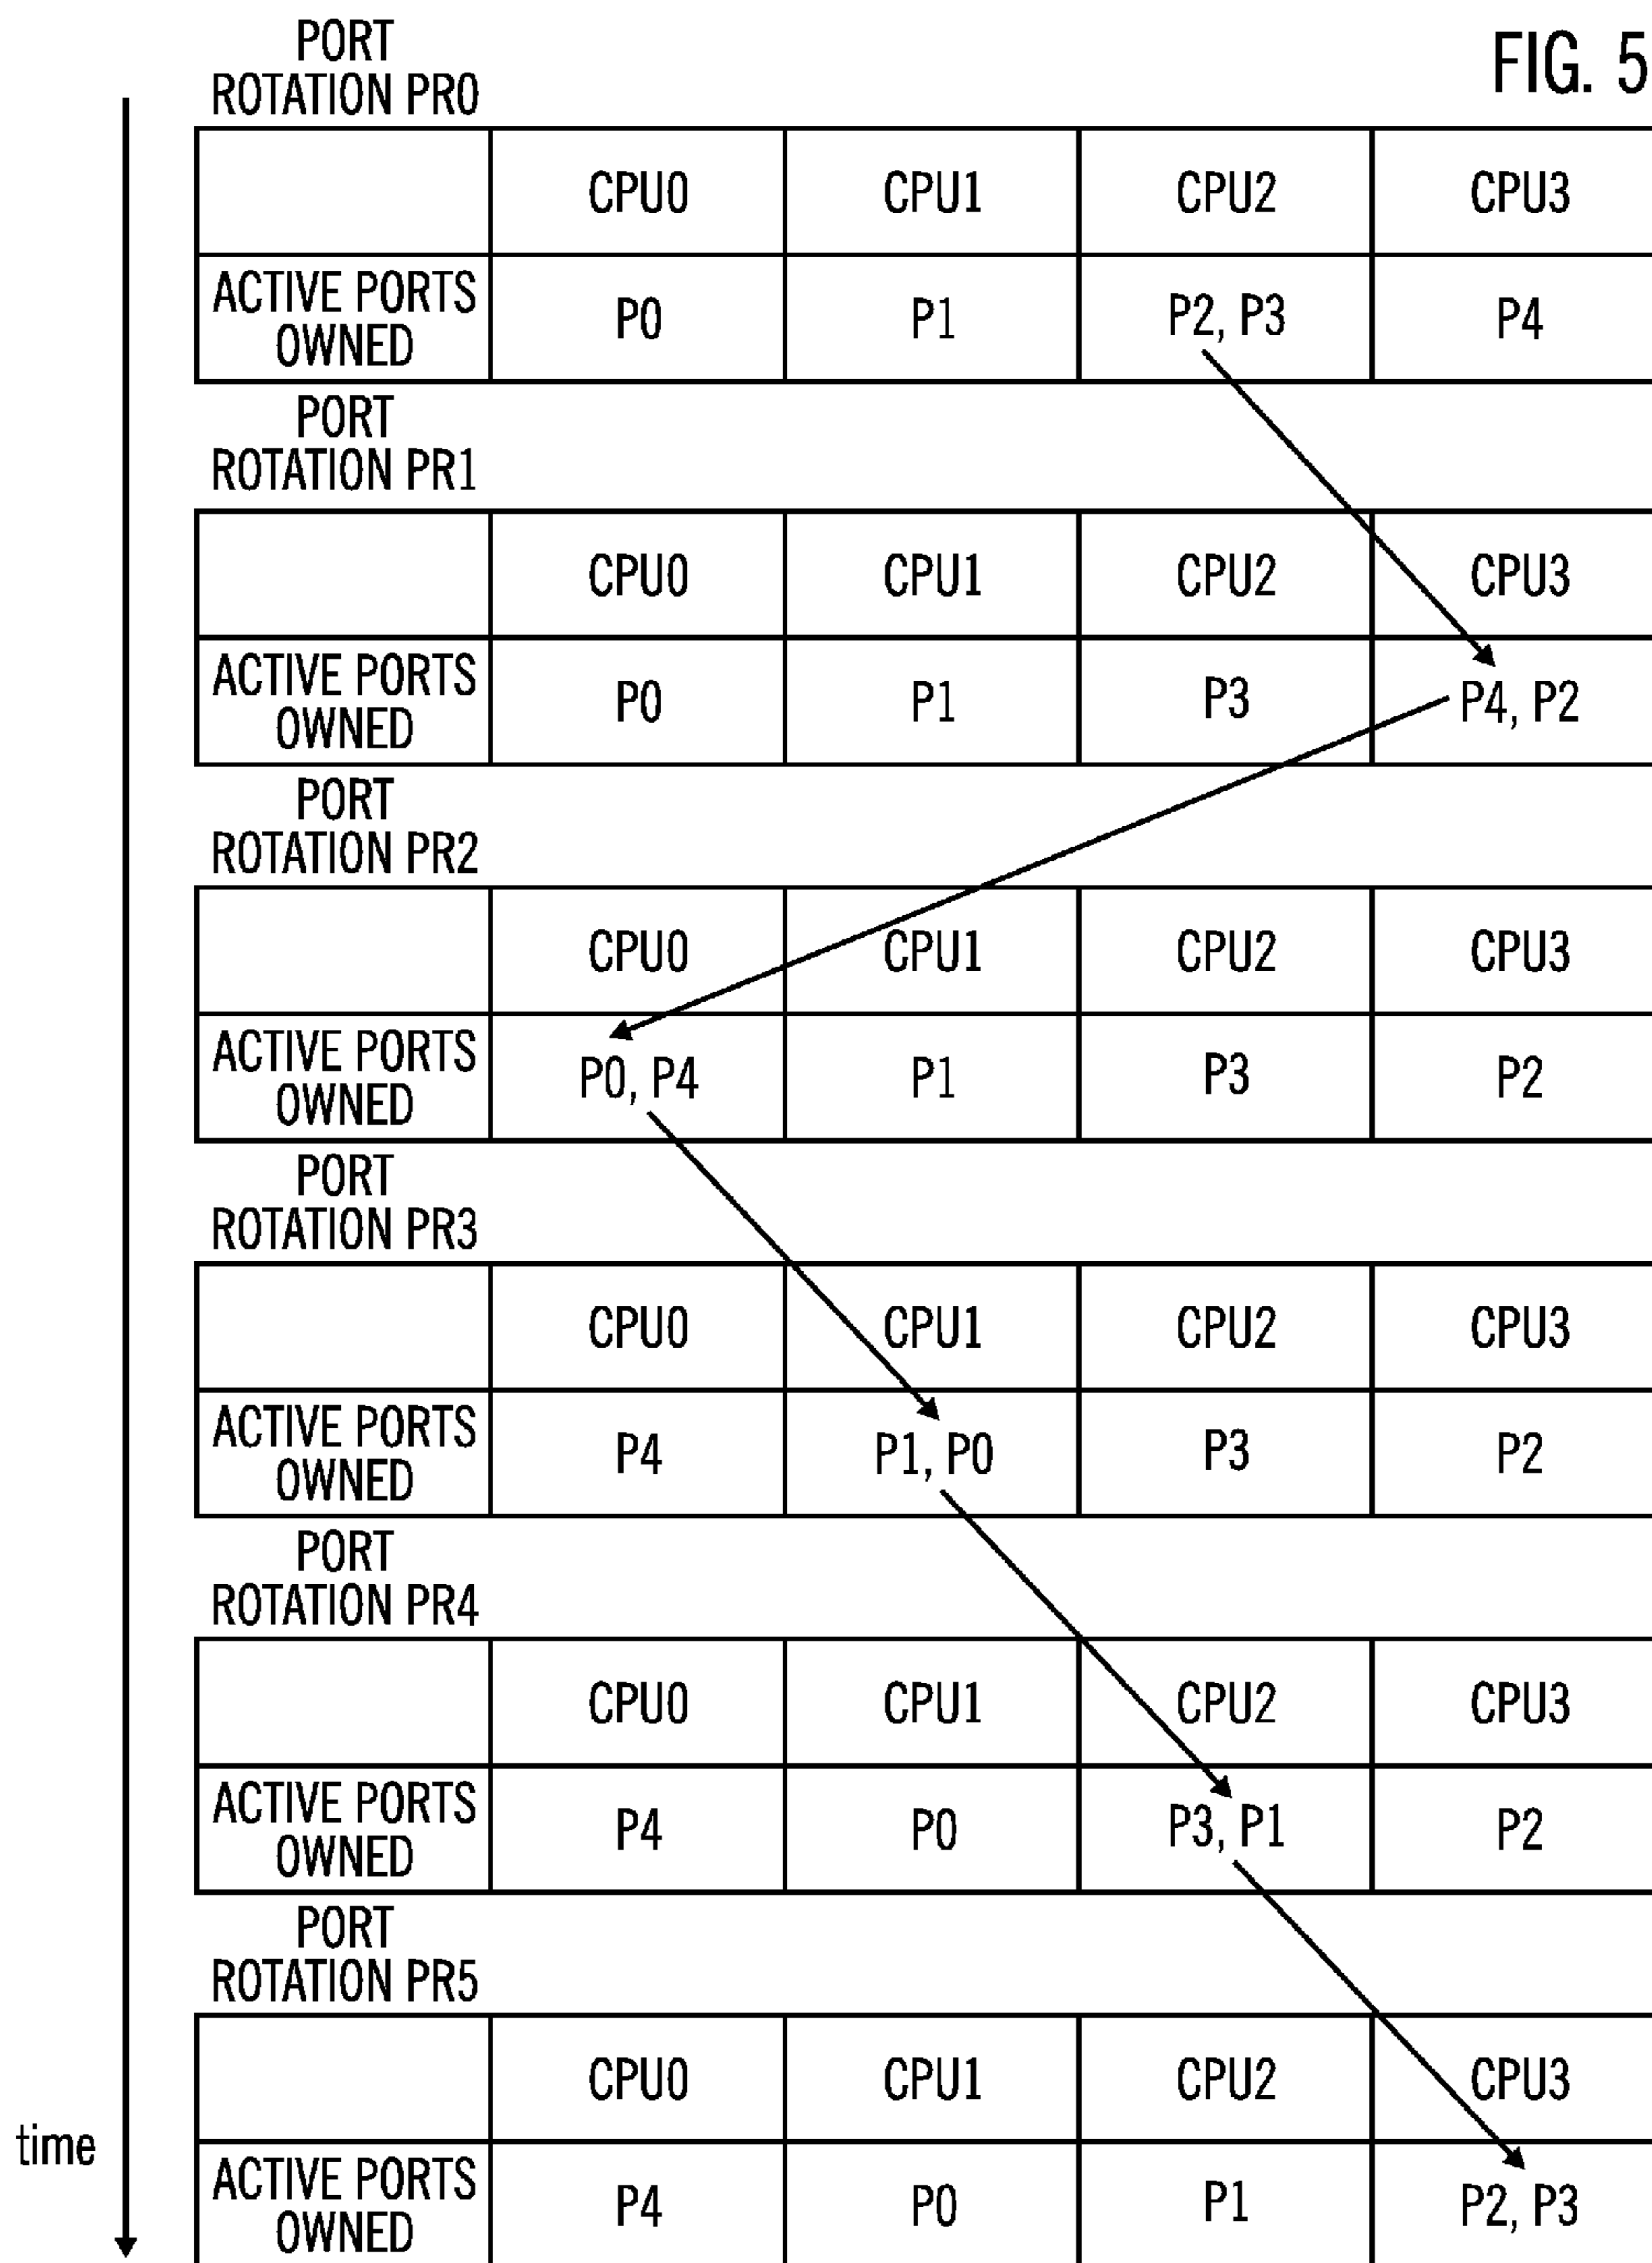 FIG. 5
PORT
ROTATION PR0
CPU0 CPU1 CPU2 CPU3
ACTIVE PORTS
OWNED
P0 P1 P2, P3 P4
PORT
ROTATION PR1
CPU0 CPU1 CPU2 CPU3
ACTIVE PORTS
OWNED
P0 P1 P3 P4, P2
PORT
ROTATION PR2
CPU0 CPU1 CPU2 CPU3
ACTIVE PORTS
OWNED
P0, P4 P1 P3 P2
PORT
ROTATION PR3
CPU0 CPU1 CPU2 CPU3
ACTIVE PORTS
OWNED
P4 P1, P0 P3 P2
PORT
ROTATION PR4
CPU0 CPU1 CPU2 CPU3
ACTIVE PORTS
OWNED
P4 P0 P3, P1 P2
PORT
ROTATION PR5
CPU0 CPU1 CPU2 CPU3
time
ACTIVE PORTS
OWNED
P4 P0 P1 P2, P3